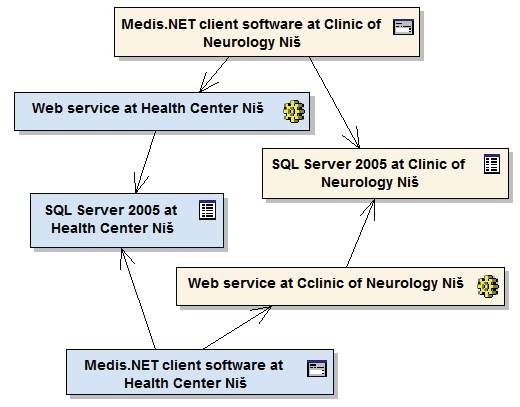 Medis.NET client software at Clinic of
Neurology Niš
Web service at Health Center Niš
SQL Server 2005 at Clinic of
Neurology Niš
SQL Server 2005 at
Health Center Niš
Web service at Cclinic of Neurology Niš
Medis.NET client software at
Health Center Niš